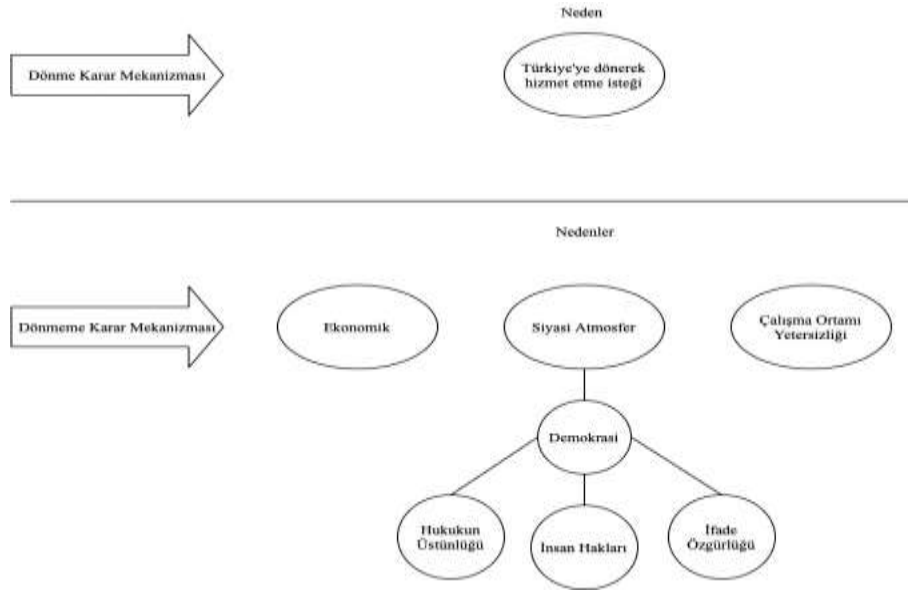 Neden
Dönme Karar Mekanizması
Türkiye'ye dönerek
hizmet etme isteği
Nedenler
Dönmeme Karar Mekanizması
Ekonomik
Siyasi Atmosfer
Çalışma Ortamı
Yetersizliği
Demokrasi
Hukukun
Üstünlüğü
İnsan Hakları
İfade
Özgürlüğü